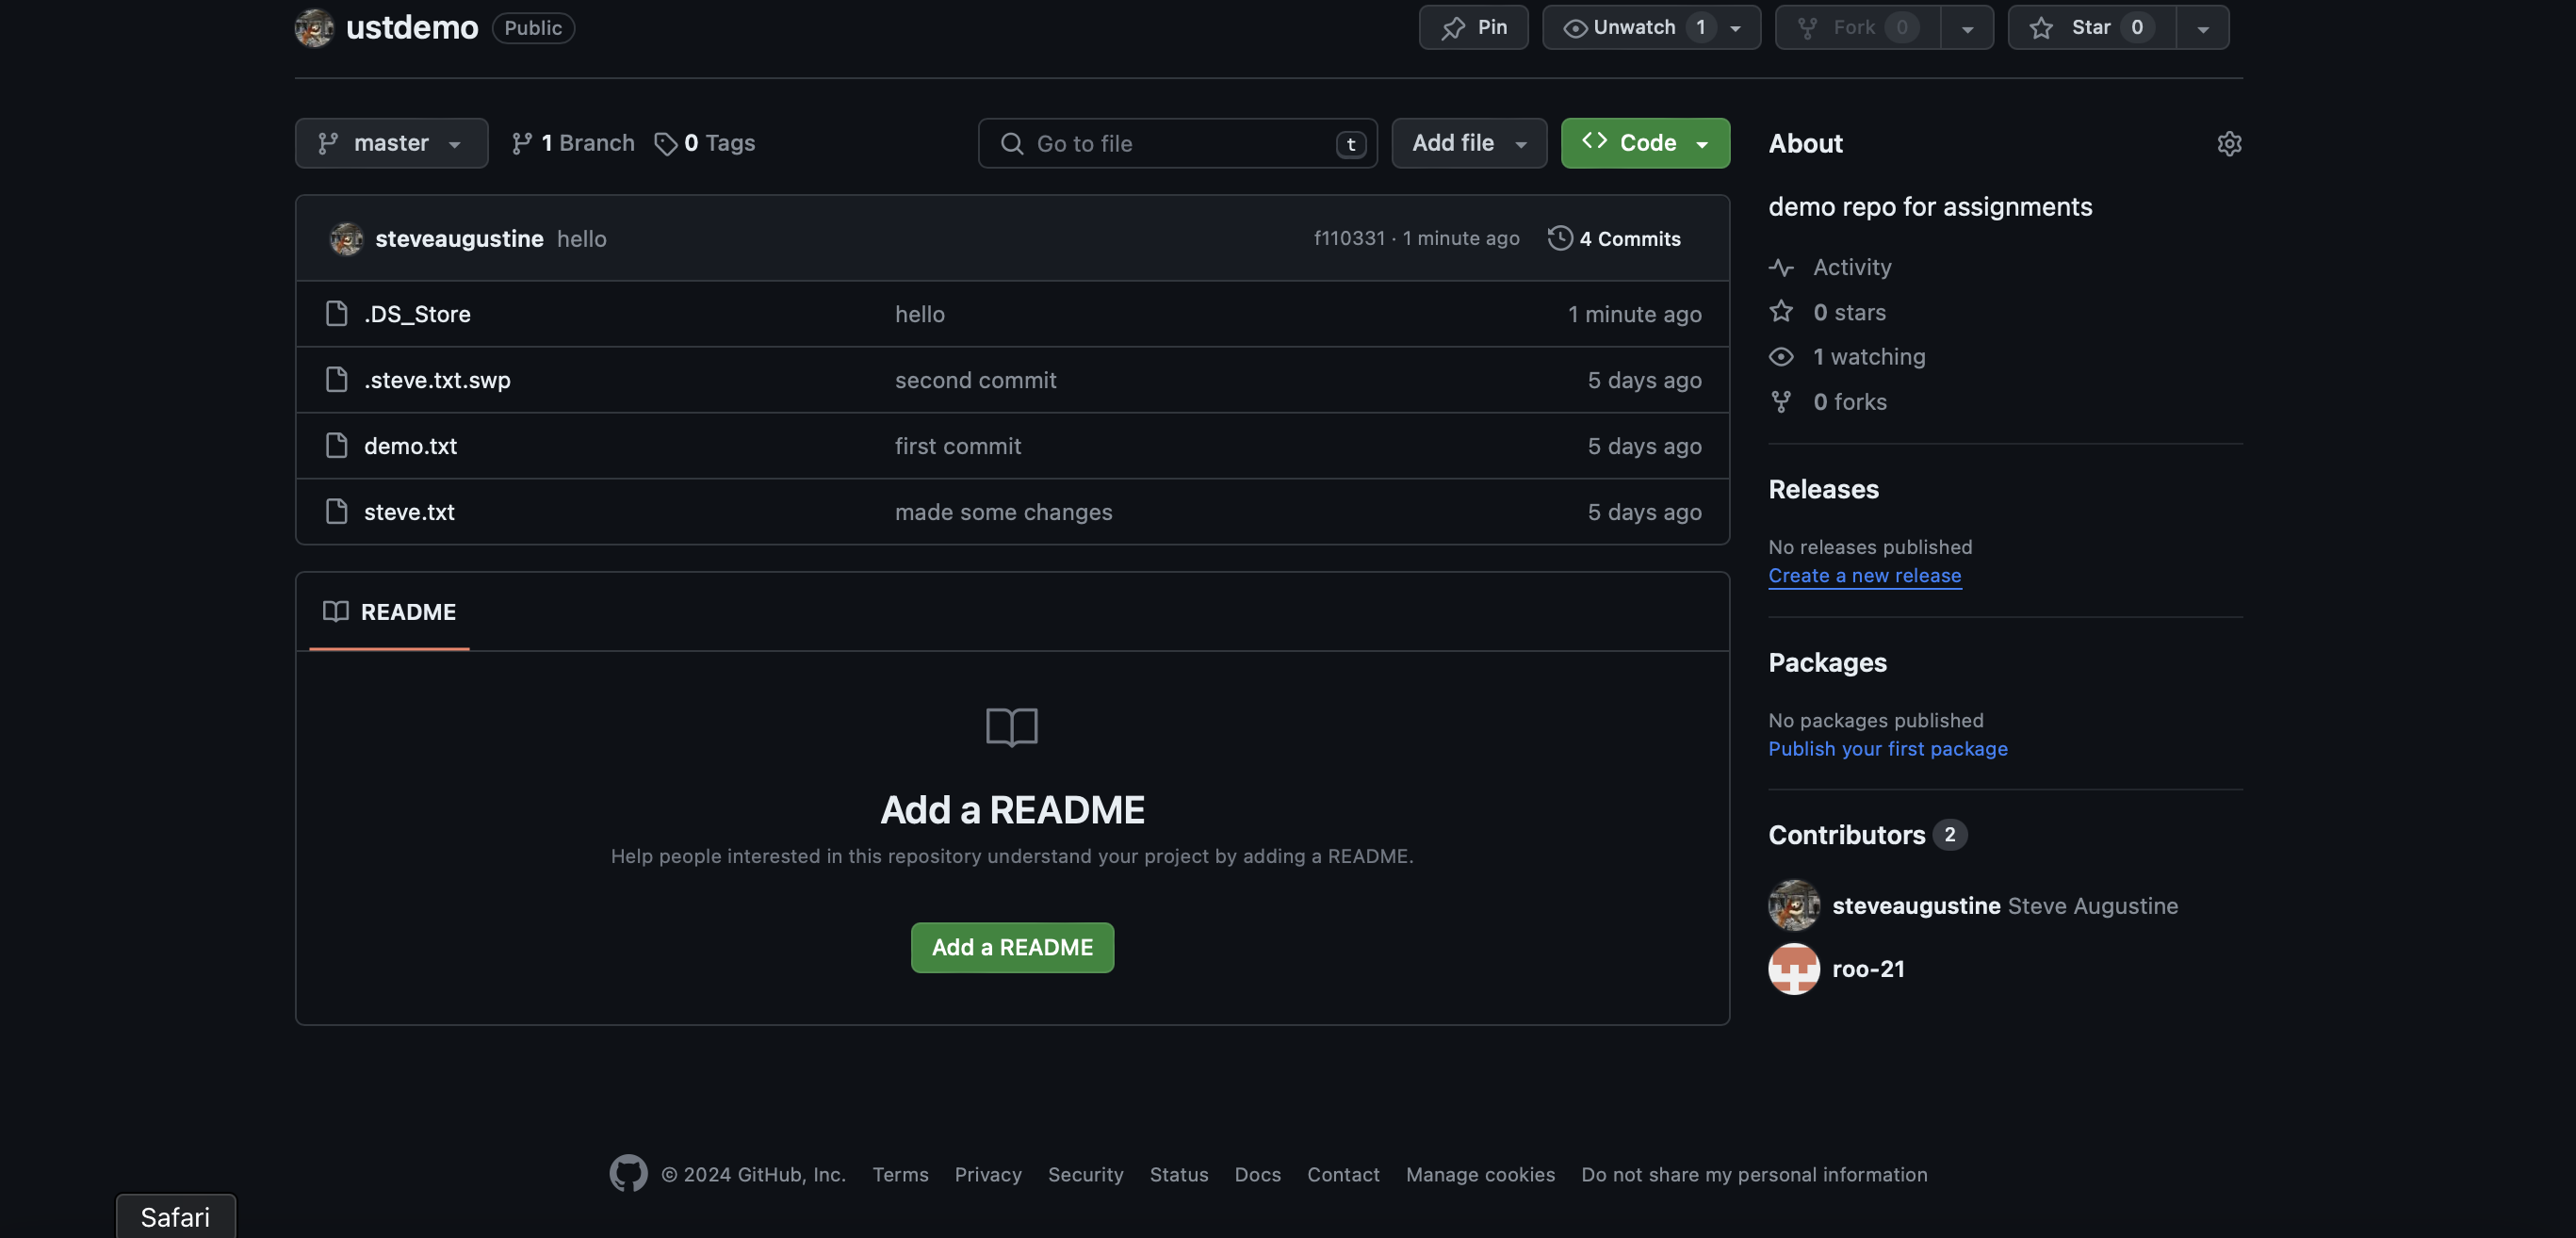 ustdemo Public Pin Unwatch 1 Fork 0 Star 0
master 1 Branch 0 Tags Go to file t Add file Code
steveaugustine hello f110331 · 1 minute ago 4 Commits
.DS_Store hello 1 minute ago
.steve.txt.swp second commit 5 days ago
demo.txt first commit 5 days ago
steve.txt made some changes 5 days ago
README
Add a README
Help people interested in this repository understand your project by adding a README.
Add a README
About
demo repo for assignments
Activity
0 stars
1 watching
0 forks
Releases
No releases published
Create a new release
Packages
No packages published
Publish your first package
Contributors 2
steveaugustine Steve Augustine
roo-21
© 2024 GitHub, Inc. Terms Privacy Security Status Docs Contact Manage cookies Do not share my personal information
Safari